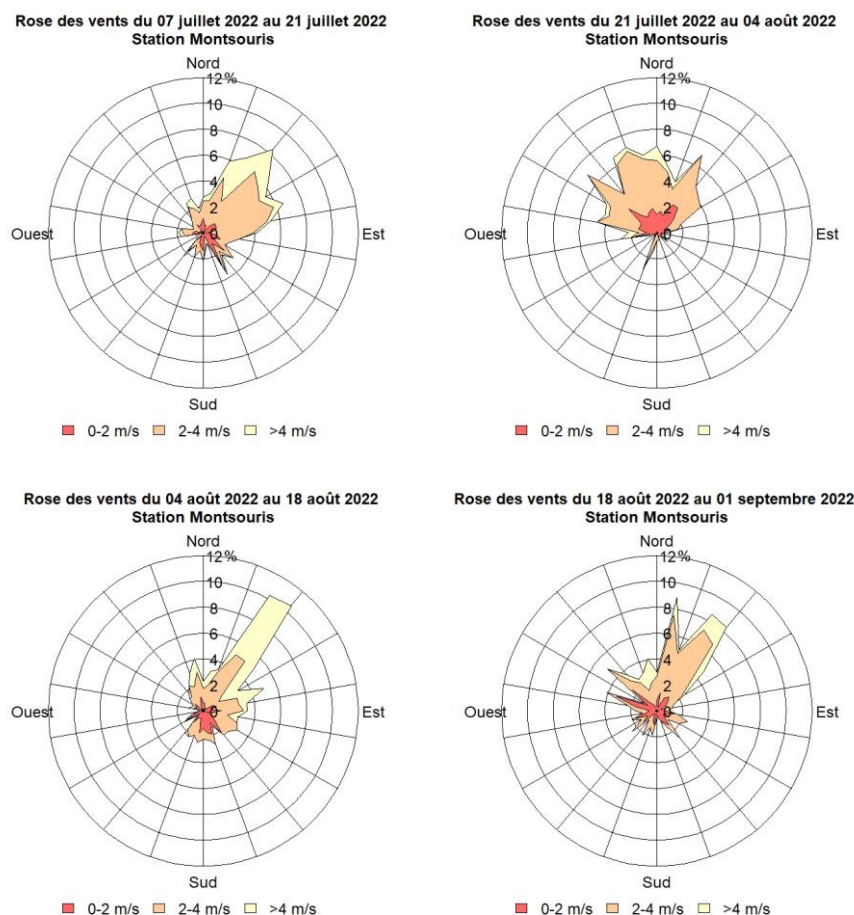 Rose des vents du 07 juillet 2022 au 21 juillet 2022
Station Montsouris
Nord
12%
10
8
6
4
2
0
Ouest
Est
Sud
0-2 m/s 2-4 m/s >4 m/s
Rose des vents du 21 juillet 2022 au 04 août 2022
Station Montsouris
Nord
12%
10
8
6
4
2
0
Ouest
Est
Sud
0-2 m/s 2-4 m/s >4 m/s
Rose des vents du 04 août 2022 au 18 août 2022
Station Montsouris
Nord
12%
10
8
6
4
2
0
Ouest
Est
Sud
0-2 m/s 2-4 m/s >4 m/s
Rose des vents du 18 août 2022 au 01 septembre 2022
Station Montsouris
Nord
12%
10
8
6
4
2
0
Ouest
Est
Sud
0-2 m/s 2-4 m/s >4 m/s